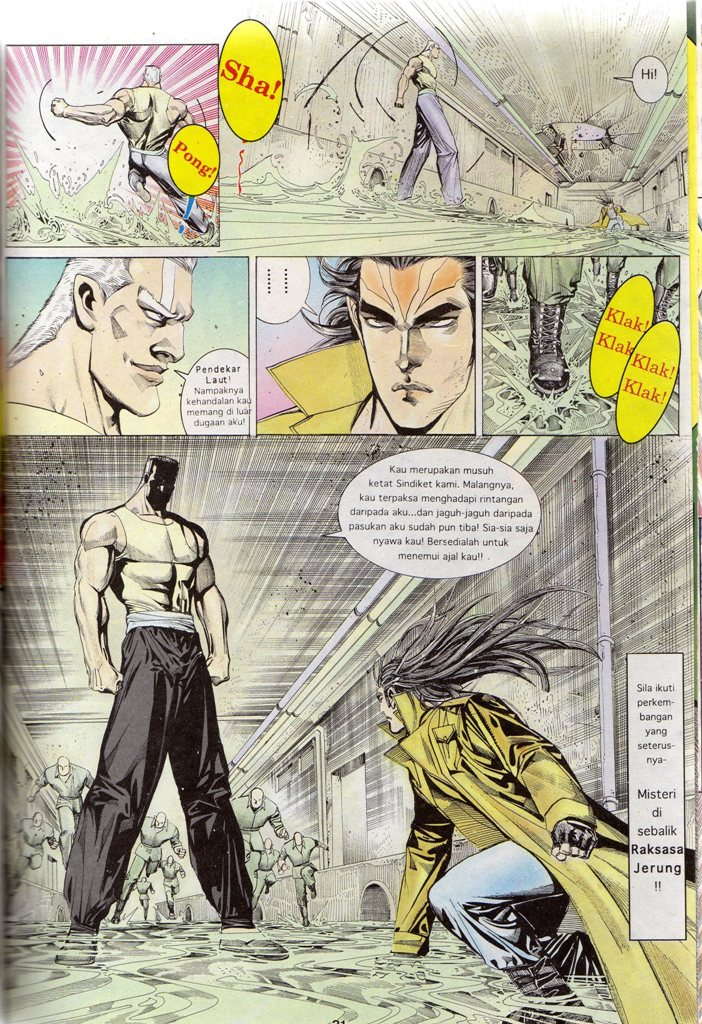 Sha!
Pong!
Hi!
Pendekar
Laut!
Nampaknya
kehandalan kau
memang di luar
dugaan aku!
......
Klak!
Klak!
Klak!
Klak!
Kau merupakan musuh
ketat Sindiket kami. Malangnya,
kau terpaksa menghadapi rintangan
daripada aku...dan jaguh-jaguh daripada
pasukan aku sudah pun tiba! Sia-sia saja
nyawa kau! Bersedialah untuk
menemui ajal kau!!
Sila ikuti
perkem-
bangan
yang
seterus-
nya-
Misteri
di
sebalik
Raksasa
Jerung
!!